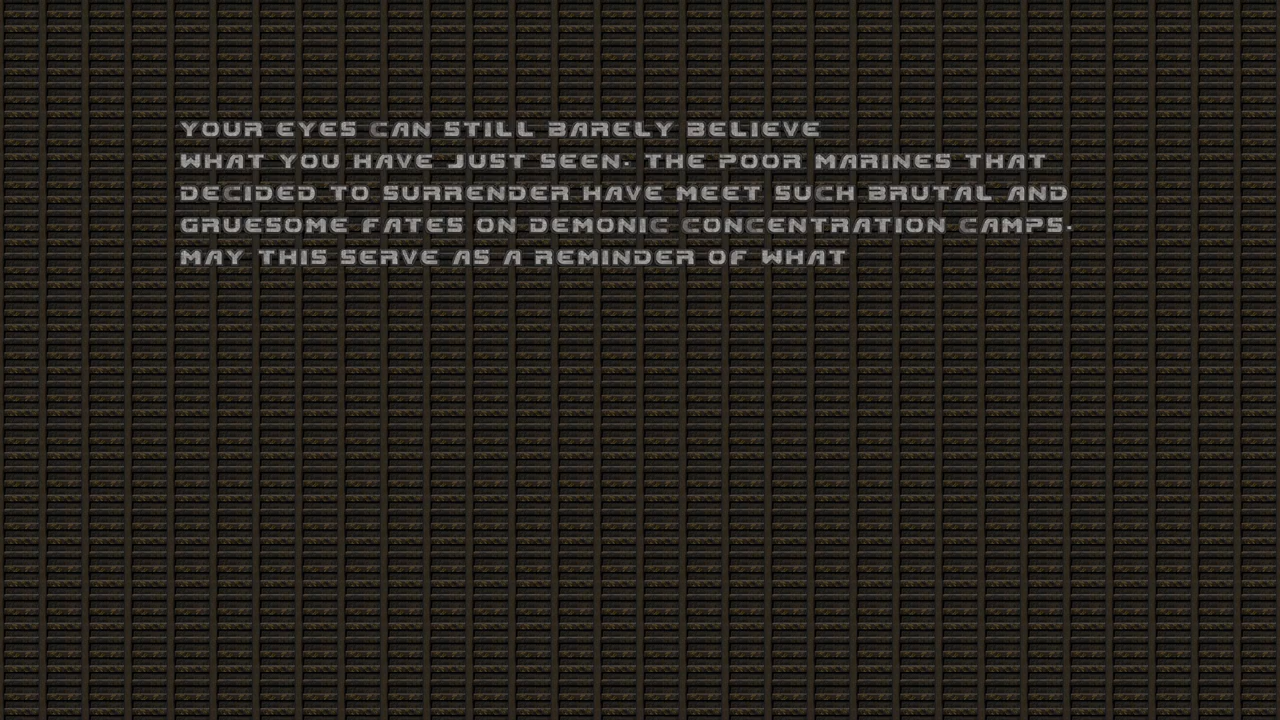 YOUR EYES CAN STILL BARELY BELIEVE
WHAT YOU HAVE JUST SEEN. THE POOR MARINES THAT
DECIDED TO SURRENDER HAVE MEET SUCH BRUTAL AND
GRUESOME FATES ON DEMONIC CONCENTRATION CAMPS.
MAY THIS SERVE AS A REMINDER OF WHAT